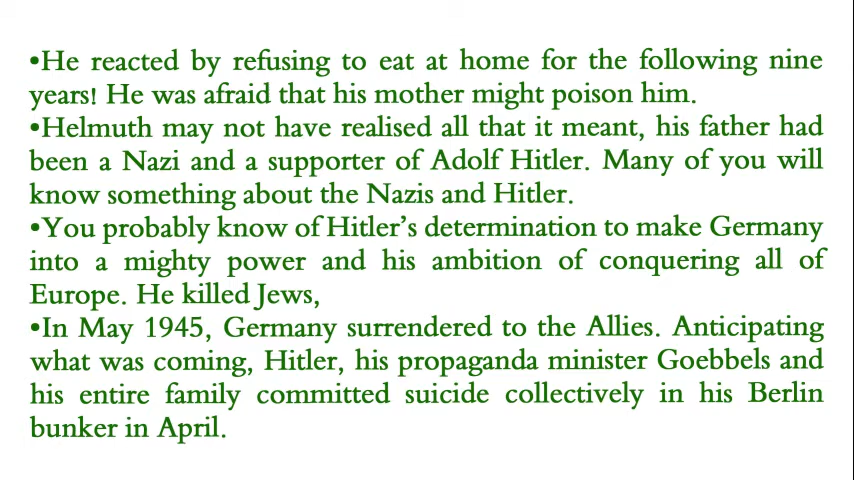 •He reacted by refusing to eat at home for the following nine
years! He was afraid that his mother might poison him.
•Helmuth may not have realised all that it meant, his father had
been a Nazi and a supporter of Adolf Hitler. Many of you will
know something about the Nazis and Hitler.
•You probably know of Hitler’s determination to make Germany
into a mighty power and his ambition of conquering all of
Europe. He killed Jews,
•In May 1945, Germany surrendered to the Allies. Anticipating
what was coming, Hitler, his propaganda minister Goebbels and
his entire family committed suicide collectively in his Berlin
bunker in April.